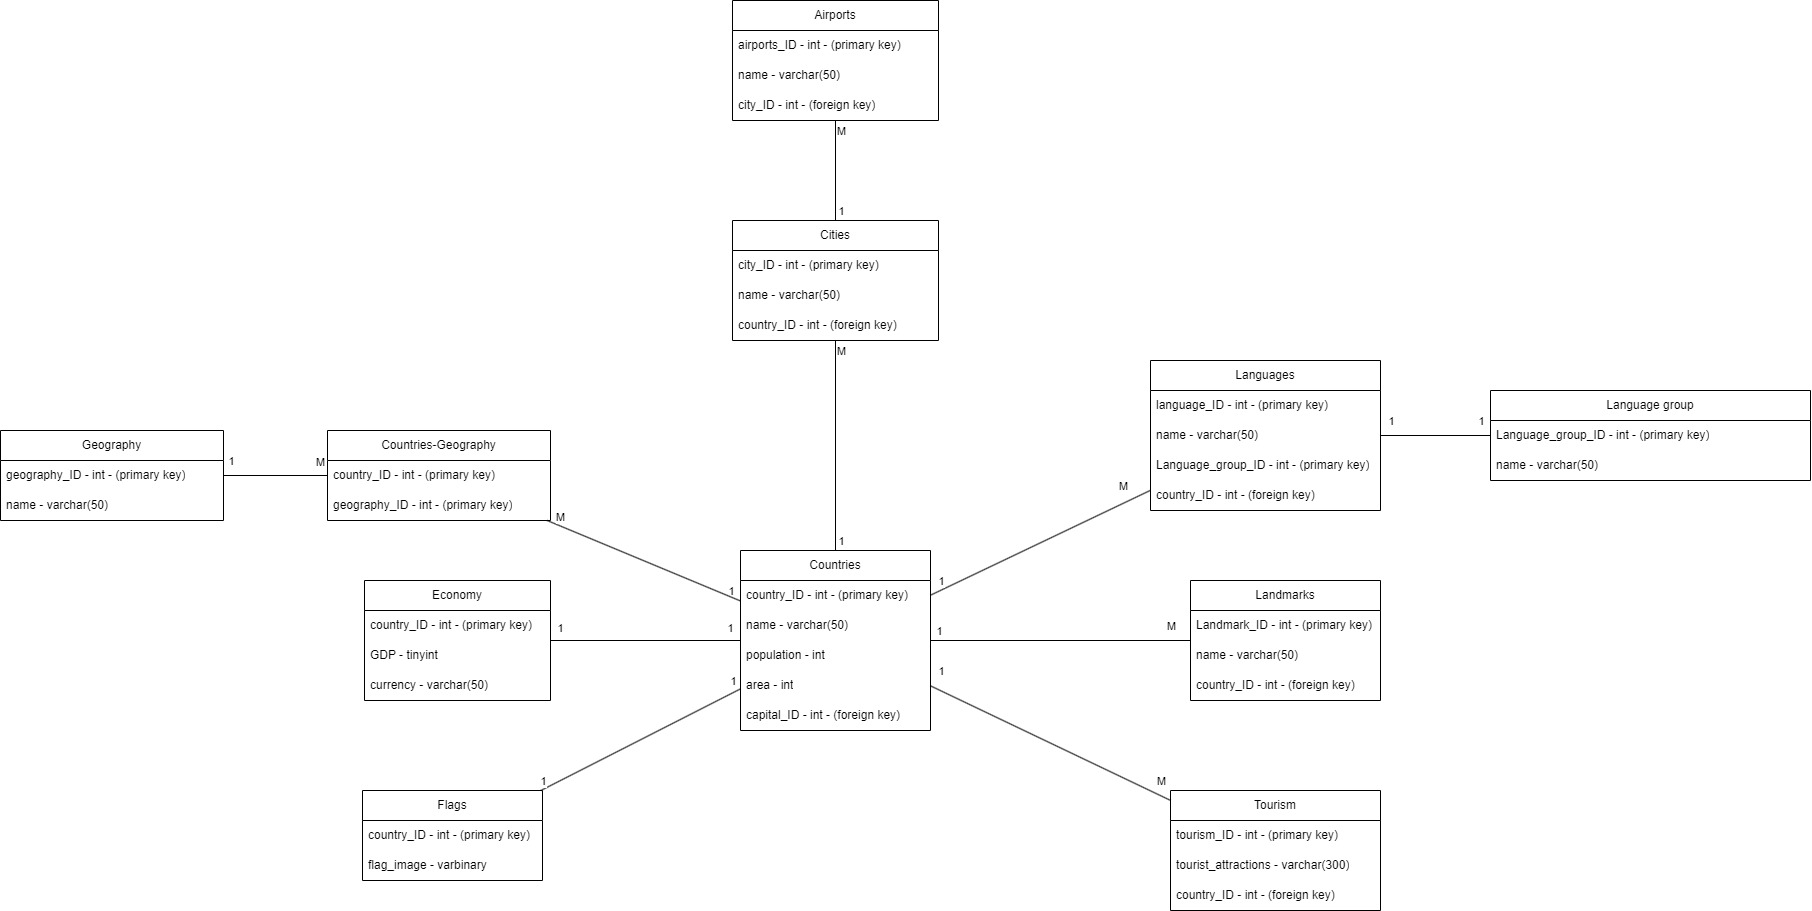 Airports
airports_ID - int - (primary key)
name - varchar(50)
city_ID - int - (foreign key)
M
1
Cities
city_ID - int - (primary key)
name - varchar(50)
country_ID - int - (foreign key)
M
1
Geography
geography_ID - int - (primary key)
name - varchar(50)
1
M
Countries-Geography
country_ID - int - (primary key)
geography_ID - int - (primary key)
M
1
Languages
language_ID - int - (primary key)
name - varchar(50)
Language_group_ID - int - (primary key)
country_ID - int - (foreign key)
1
1
Language group
Language_group_ID - int - (primary key)
name - varchar(50)
M
1
Economy
country_ID - int - (primary key)
GDP - tinyint
currency - varchar(50)
1
1
Countries
country_ID - int - (primary key)
name - varchar(50)
population - int
area - int
capital_ID - int - (foreign key)
1
M
Landmarks
Landmark_ID - int - (primary key)
name - varchar(50)
country_ID - int - (foreign key)
1
1
Flags
country_ID - int - (primary key)
flag_image - varbinary
1
M
Tourism
tourism_ID - int - (primary key)
tourist_attractions - varchar(300)
country_ID - int - (foreign key)